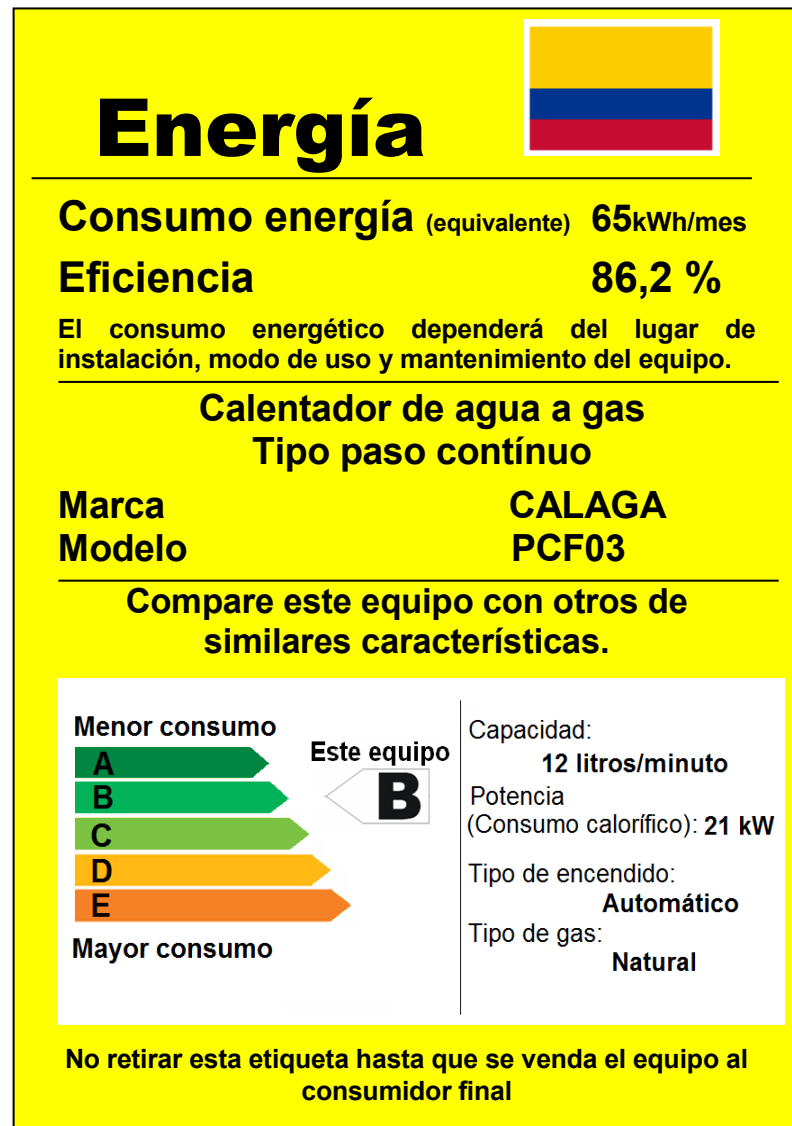 Energía
Consumo energía (equivalente) 65kWh/mes
Eficiencia 86,2 %
El consumo energético dependerá del lugar de
instalación, modo de uso y mantenimiento del equipo.
Calentador de agua a gas
Tipo paso contínuo
Marca CALAGA
Modelo PCF03
Compare este equipo con otros de
similares características.
Menor consumo
A
B
C
D
E
Mayor consumo
Este equipo
B
Capacidad:
12 litros/minuto
Potencia
(Consumo calorífico): 21 kW
Tipo de encendido:
Automático
Tipo de gas:
Natural
No retirar esta etiqueta hasta que se venda el equipo al
consumidor final